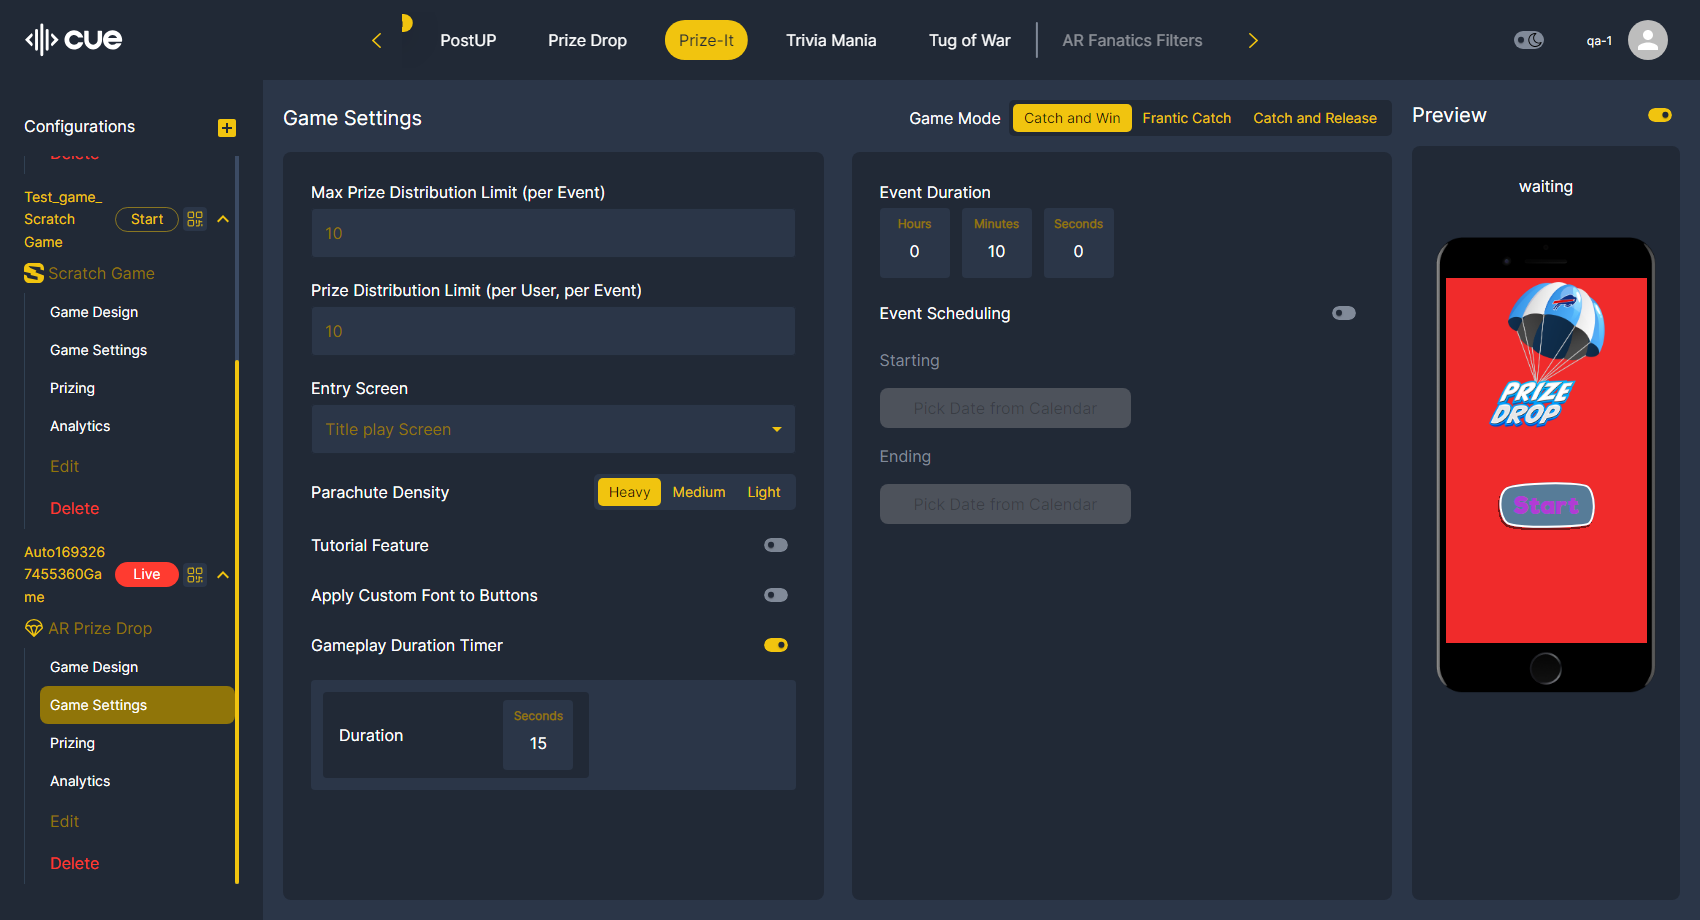 cue
PostUP
Prize Drop
Prize-It
Trivia Mania
Tug of War
AR Fanatics Filters
qa-1
Configurations
Delete
Test_game_
Scratch
Game
Start
Scratch Game
Game Design
Game Settings
Prizing
Analytics
Edit
Delete
Auto169326
7455360Ga
me
Live
AR Prize Drop
Game Design
Game Settings
Prizing
Analytics
Edit
Delete
Game Settings
Game Mode
Catch and Win
Frantic Catch
Catch and Release
Max Prize Distribution Limit (per Event)
10
Prize Distribution Limit (per User, per Event)
10
Entry Screen
Title play Screen
Parachute Density
Heavy
Medium
Light
Tutorial Feature
Apply Custom Font to Buttons
Gameplay Duration Timer
Duration
Seconds
15
Event Duration
Hours
0
Minutes
10
Seconds
0
Event Scheduling
Starting
Pick Date from Calendar
Ending
Pick Date from Calendar
Preview
waiting
PRIZE
DROP
Start